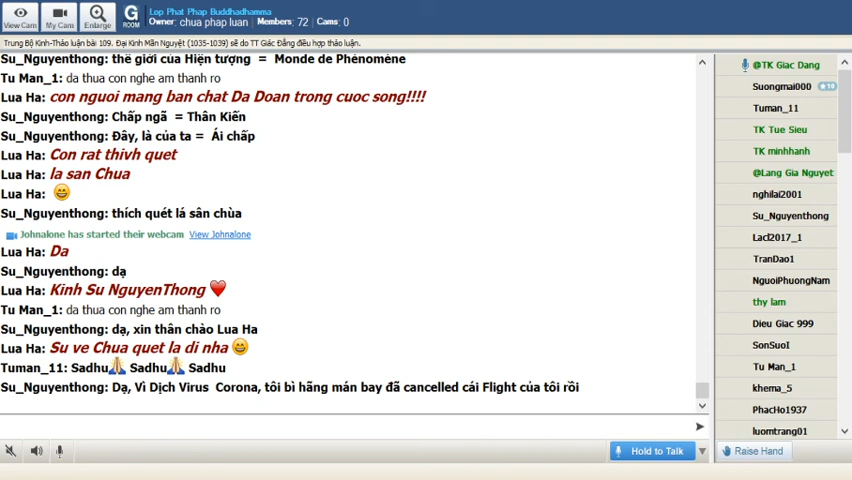 View Cam
My Cam
Enlarge
G
ROOM
Lop Phat Phap Buddhadhamma
Owner: chua phap luan Members: 72 Cams: 0
Trung Bộ Kinh-Thảo luận bài 109. Đại Kinh Mãn Nguyệt (1035-1039) sẽ do TT Giác Đẳng điều hợp thảo luận.
Su_Nguyenthong: thế giới của Hiện tượng = Monde de Phénomène
Tu Man_1: da thua con nghe am thanh ro
Lua Ha: con nguoi mang ban chat Da Doan trong cuoc song!!!!
Su_Nguyenthong: Chấp ngã = Thân Kiến
Su_Nguyenthong: Đây, là của ta = Ái chấp
Lua Ha: Con rat thivh quet
Lua Ha: la san Chua
Lua Ha: 😄
Su_Nguyenthong: thích quét lá sân chùa
Johnalone has started their webcam View Johnalone
Lua Ha: Da
Su_Nguyenthong: dạ
Lua Ha: Kinh Su NguyenThong ❤️
Tu Man_1: da thua con nghe am thanh ro
Su_Nguyenthong: dạ, xin thân chào Lua Ha
Lua Ha: Su ve Chua quet la di nha 😄
Tuman_11: Sadhu🙏 Sadhu🙏 Sadhu
Su_Nguyenthong: Dạ, Vì Dịch Virus Corona, tôi bì hãng mán bay đã cancelled cái Flight của tôi rồi
@TK Giac Dang
Suongmai000 ★10
Tuman_11
TK Tue Sieu
TK minhhanh
@Lang Gia Nguyet
nghilai2001
Su_Nguyenthong
Lacl2017_1
TranDao1
NguoiPhuongNam
thy lam
Dieu Giac 999
SonSuoI
Tu Man_1
khema_5
PhacHo1937
luomtrang01
Hold to Talk
Raise Hand